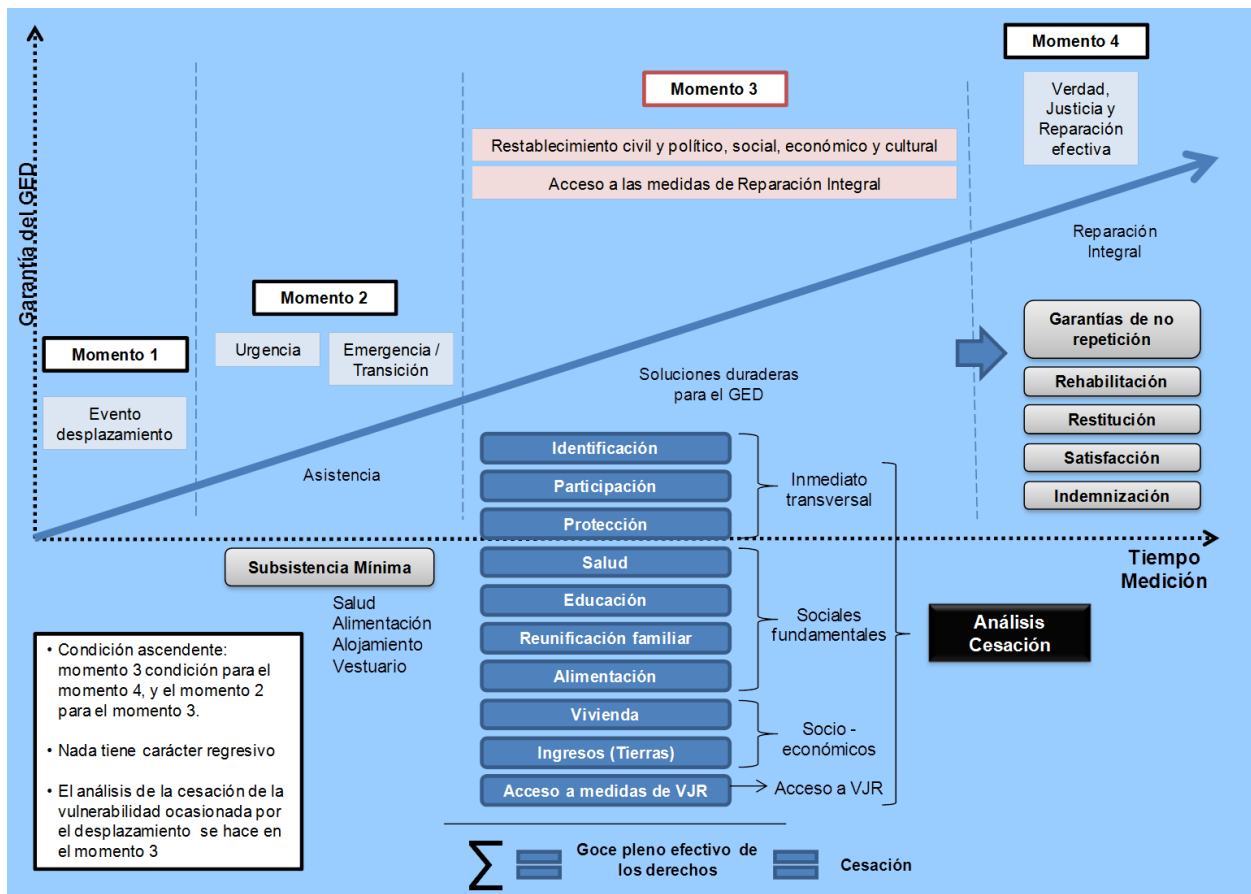 Garantía del GED
Momento 1
Evento
desplazamiento
Momento 2
Urgencia
Emergencia /
Transición
Asistencia
Momento 3
Restablecimiento civil y político, social, económico y cultural
Acceso a las medidas de Reparación Integral
Soluciones duraderas
para el GED
Momento 4
Verdad,
Justicia y
Reparación
efectiva
Reparación
Integral
Garantías de no
repetición
Rehabilitación
Restitución
Satisfacción
Indemnización
Tiempo
Medición
Subsistencia Mínima
Salud
Alimentación
Alojamiento
Vestuario
Identificación
Participación
Protección
Inmediato
transversal
Salud
Educación
Reunificación familiar
Alimentación
Sociales
fundamentales
Vivienda
Ingresos (Tierras)
Socio -
económicos
Acceso a medidas de VJR
Acceso a VJR
Análisis
Cesación
• Condición ascendente:
momento 3 condición para el
momento 4, y el momento 2
para el momento 3.
• Nada tiene carácter regresivo
• El análisis de la cesación de la
vulnerabilidad ocasionada por
el desplazamiento se hace en
el momento 3
∑ = Goce pleno efectivo de
los derechos = Cesación